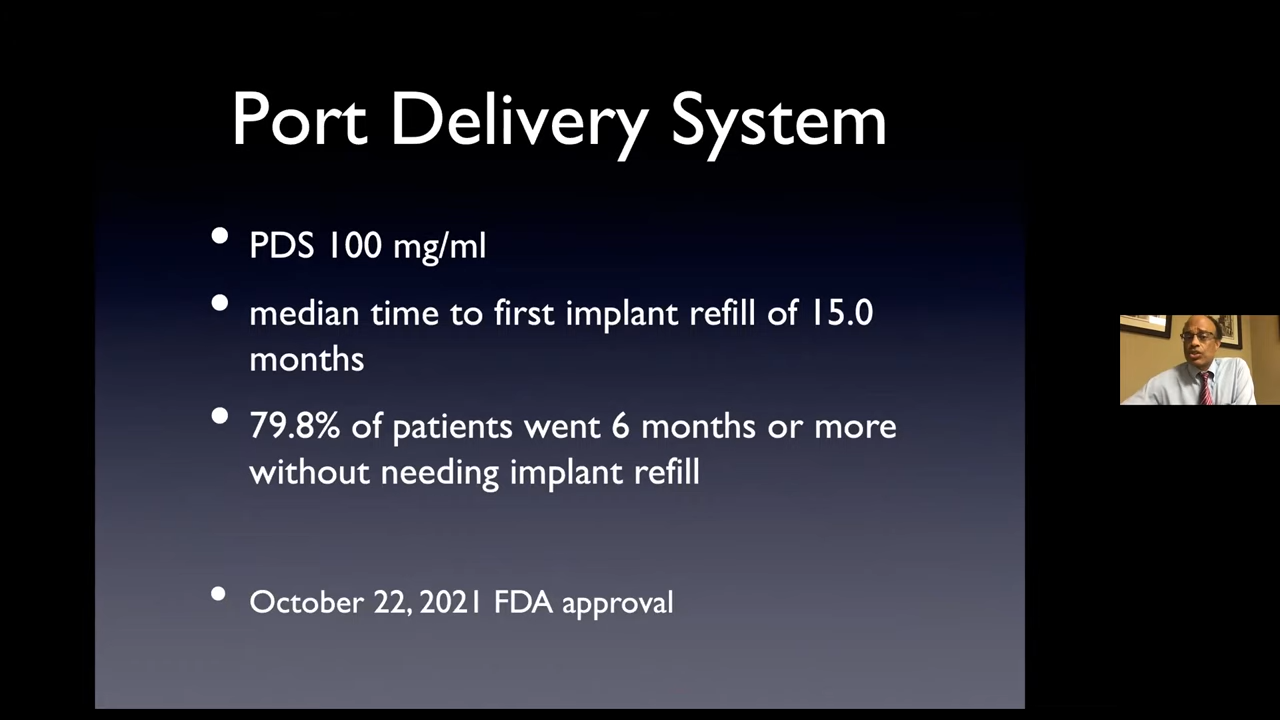 Port Delivery System
• PDS 100 mg/ml
• median time to first implant refill of 15.0
months
• 79.8% of patients went 6 months or more
without needing implant refill
• October 22, 2021 FDA approval